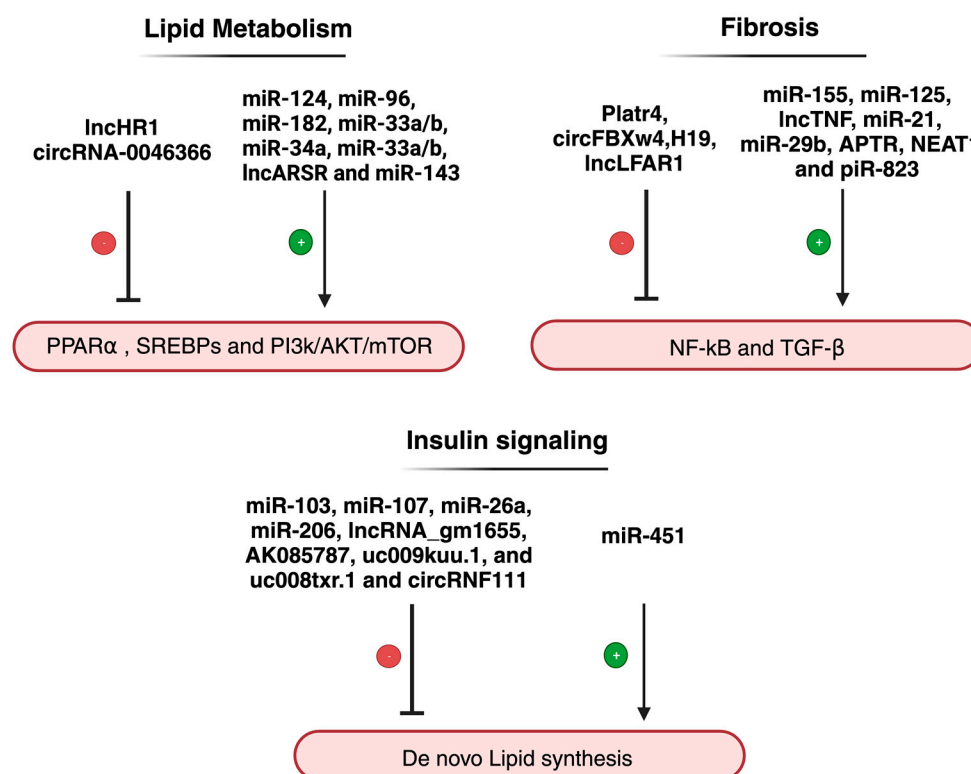 Lipid Metabolism
lncHR1
circRNA-0046366
-
miR-124, miR-96,
miR-182, miR-33a/b,
miR-34a, miR-33a/b,
lncARSR and miR-143
+
PPARα , SREBPs and PI3k/AKT/mTOR
Fibrosis
Platr4,
circFBXw4,H19,
lncLFAR1
-
miR-155, miR-125,
lncTNF, miR-21,
miR-29b, APTR, NEAT1
and piR-823
+
NF-kB and TGF-β
Insulin signaling
miR-103, miR-107, miR-26a,
miR-206, lncRNA_gm1655,
AK085787, uc009kuu.1, and
uc008txr.1 and circRNF111
-
miR-451
+
De novo Lipid synthesis